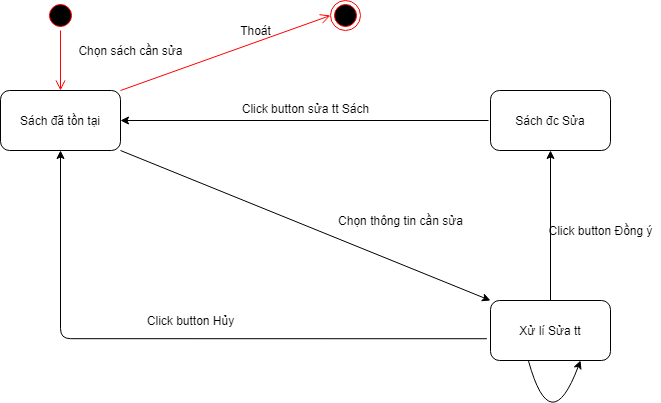 Thoát
Chọn sách cần sửa
Click button sửa tt Sách
Sách đã tồn tại
Sách đc Sửa
Chọn thông tin cần sửa
Click button Đồng ý
Click button Hủy
Xử lí Sửa tt